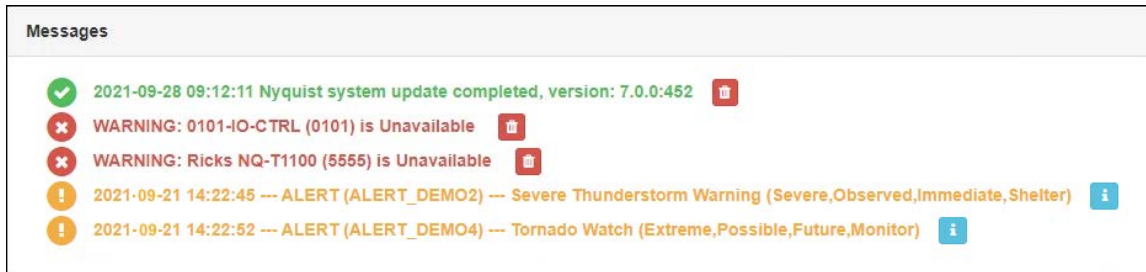 Messages
2021-09-28 09:12:11 Nyquist system update completed, version: 7.0.0:452
WARNING: 0101-IO-CTRL (0101) is Unavailable
WARNING: Ricks NQ-T1100 (5555) is Unavailable
2021-09-21 14:22:45 --- ALERT (ALERT_DEMO2) --- Severe Thunderstorm Warning (Severe,Observed,Immediate,Shelter)
2021-09-21 14:22:52 --- ALERT (ALERT_DEMO4) --- Tornado Watch (Extreme,Possible,Future,Monitor)